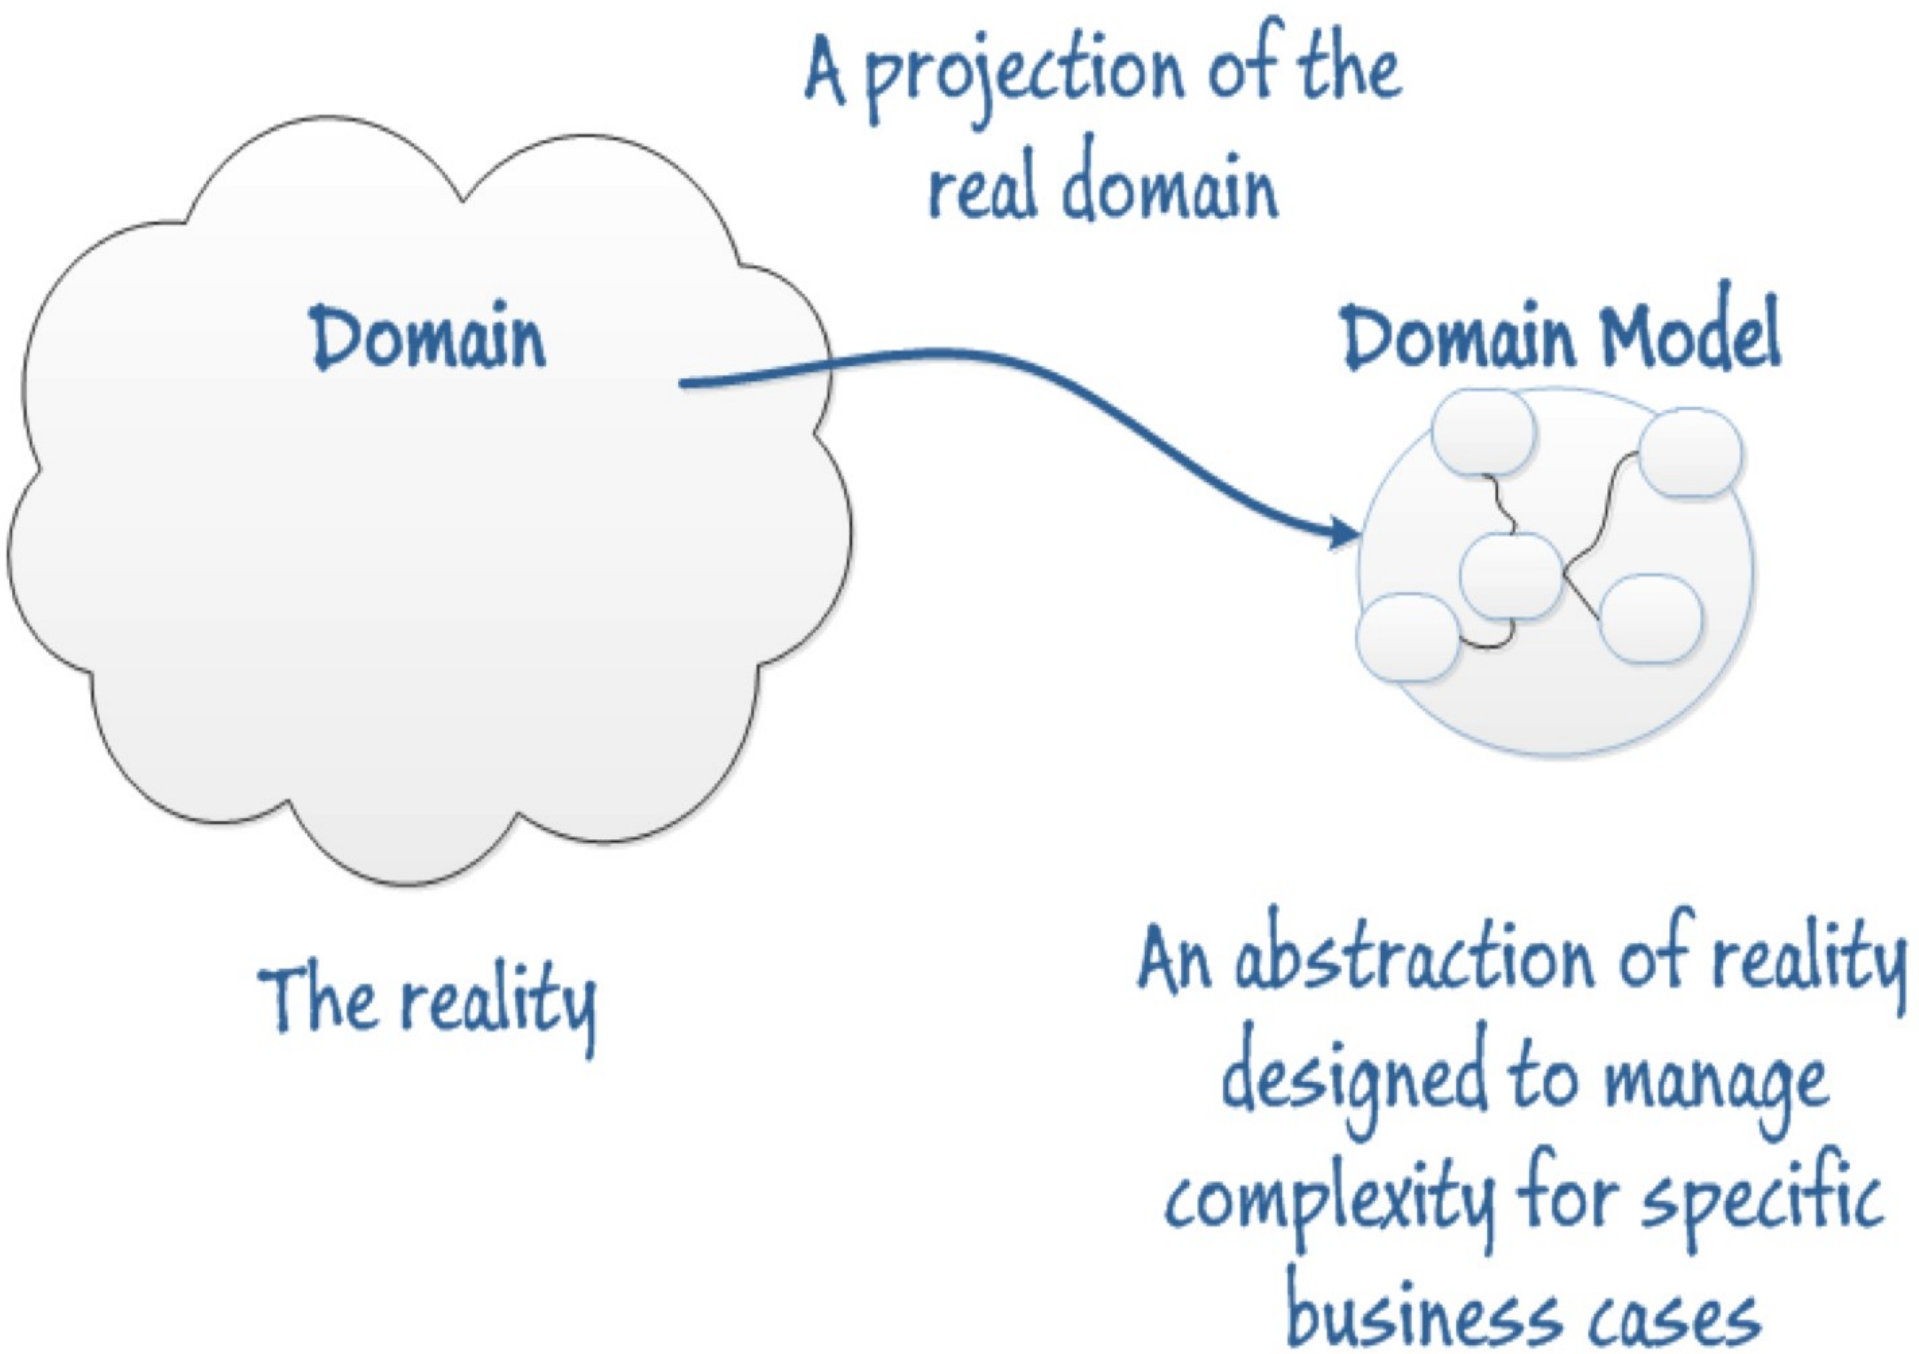 A projection of the
real domain
Domain
Domain Model
The reality
An abstraction of reality
designed to manage
complexity for specific
business cases